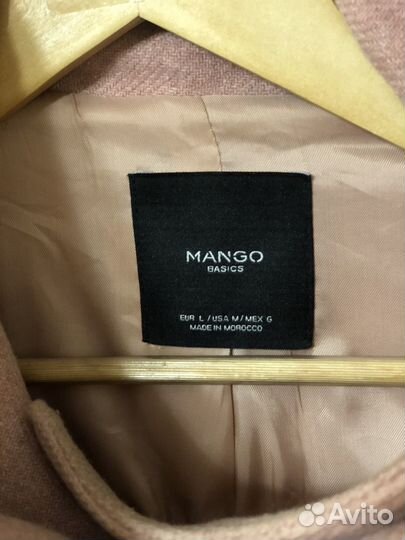 MANGO
BASICS
EUR L / USA M / MEX G
MADE IN MOROCCO
Avito